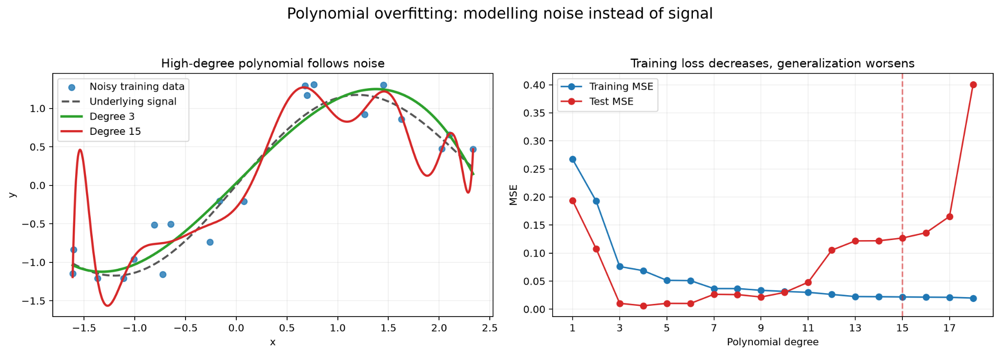 Polynomial overfitting: modelling noise instead of signal
High-degree polynomial follows noise
Noisy training data
Underlying signal
Degree 3
Degree 15
1.0
0.5
0.0
−0.5
−1.0
−1.5
y
−1.5 −1.0 −0.5 0.0 0.5 1.0 1.5 2.0 2.5
x
Training loss decreases, generalization worsens
Training MSE
Test MSE
0.40
0.35
0.30
0.25
0.20
0.15
0.10
0.05
0.00
MSE
1 3 5 7 9 11 13 15 17
Polynomial degree